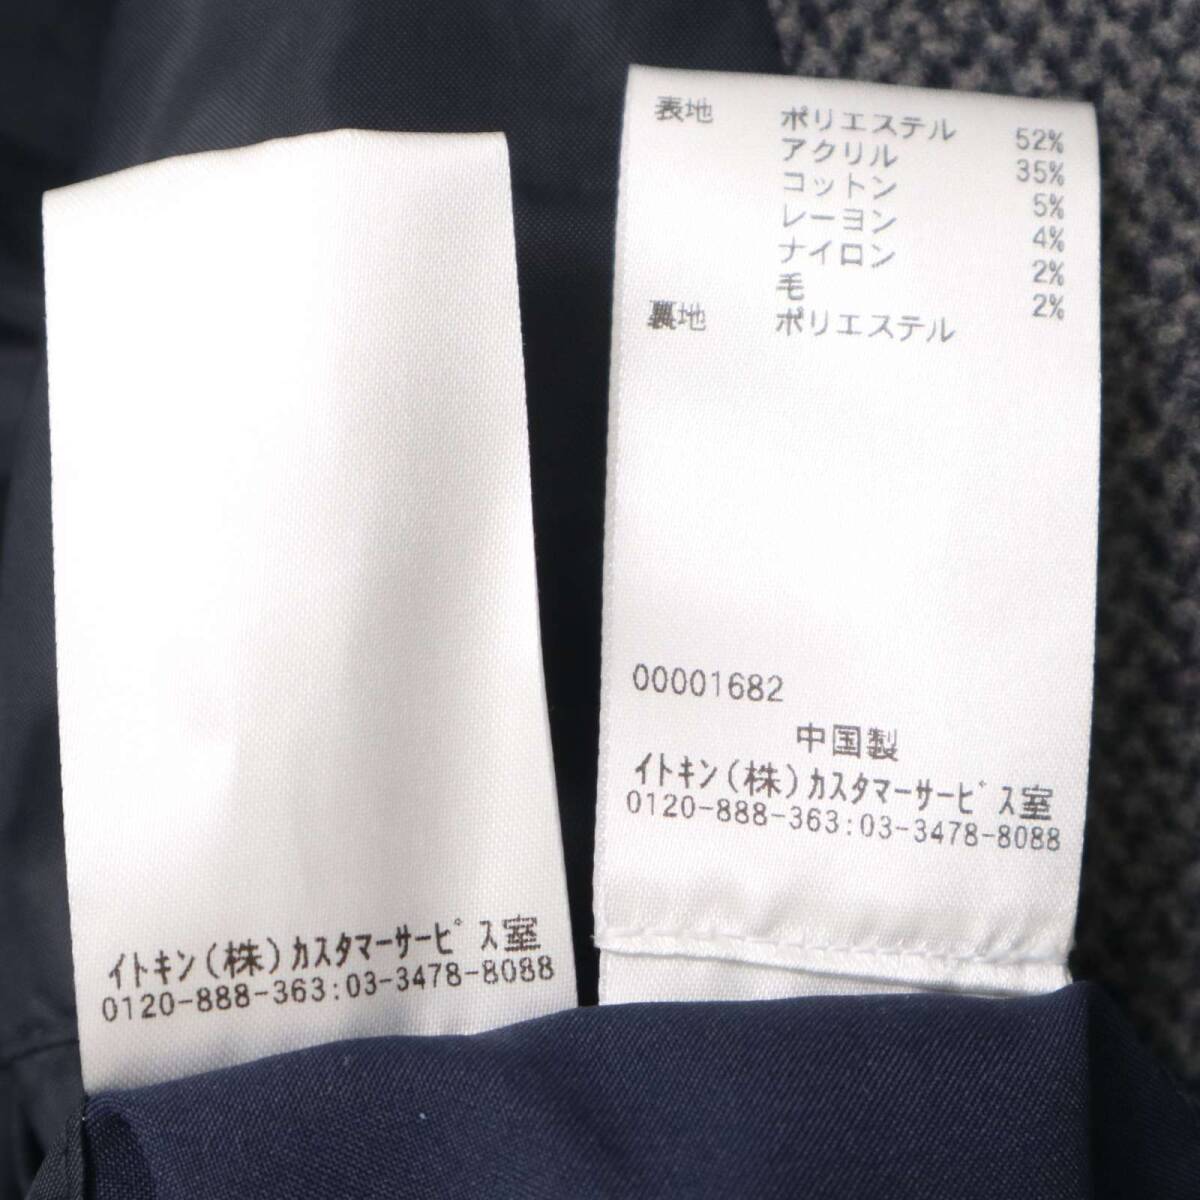 イトキン(株)カスタマーサービス室
0120-888-363:03-3478-8088
表地 ポリエステル 52%
アクリル 35%
コットン 5%
レーヨン 4%
ナイロン 2%
毛 2%
裏地 ポリエステル
00001682
中国製
イトキン(株)カスタマーサービス室
0120-888-363:03-3478-8088